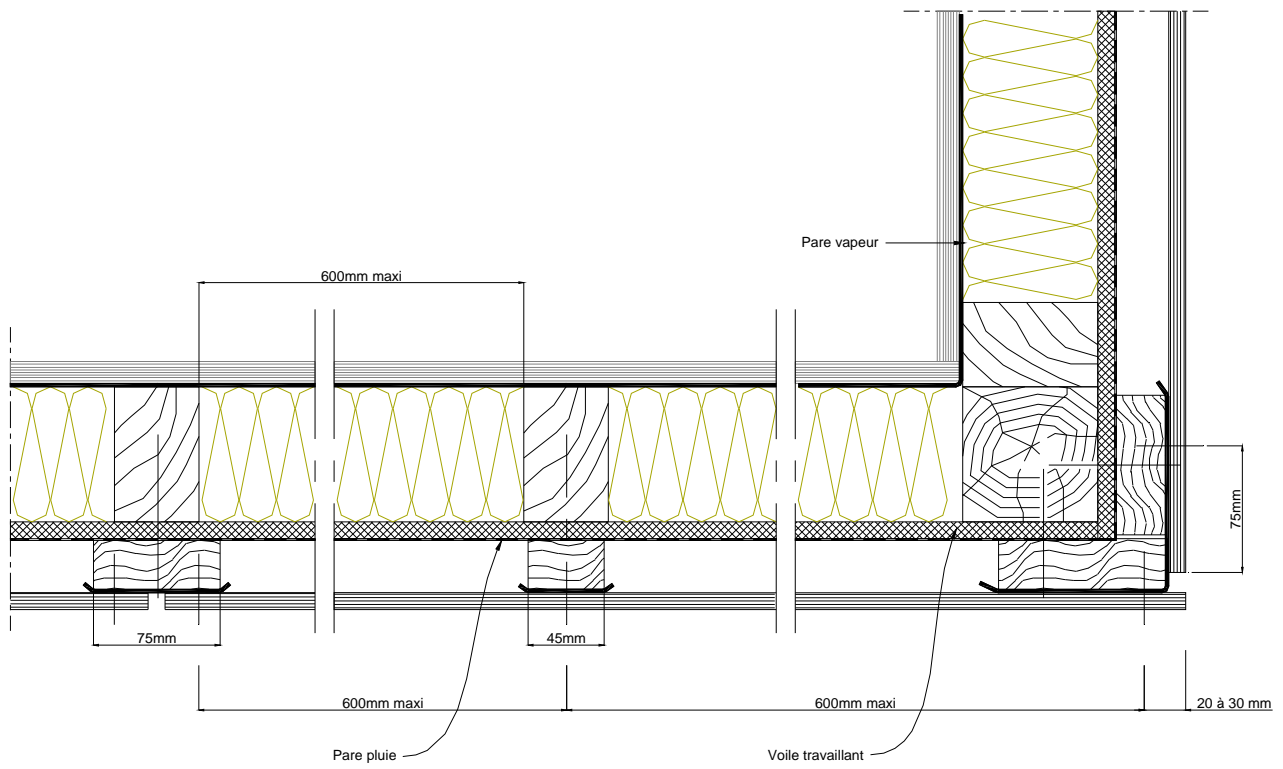 Pare vapeur
600mm maxi
75mm
75mm
45mm
600mm maxi
600mm maxi
20 à 30 mm
Pare pluie
Voile travaillant